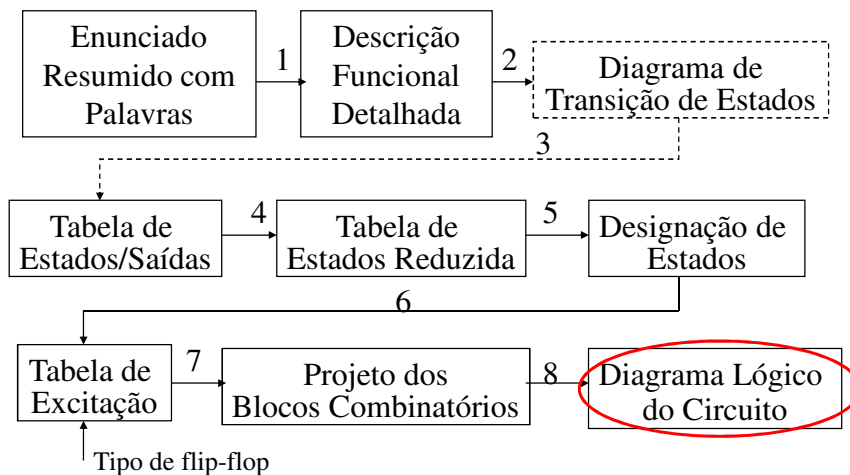 Enunciado
Resumido com
Palavras
1
Descrição
Funcional
Detalhada
2
Diagrama de
Transição de Estados
3
Tabela de
Estados/Saídas
4
Tabela de
Estados Reduzida
5
Designação de
Estados
6
Tabela de
Excitação
7
Projeto dos
Blocos Combinatórios
8
Diagrama Lógico
do Circuito
Tipo de flip-flop